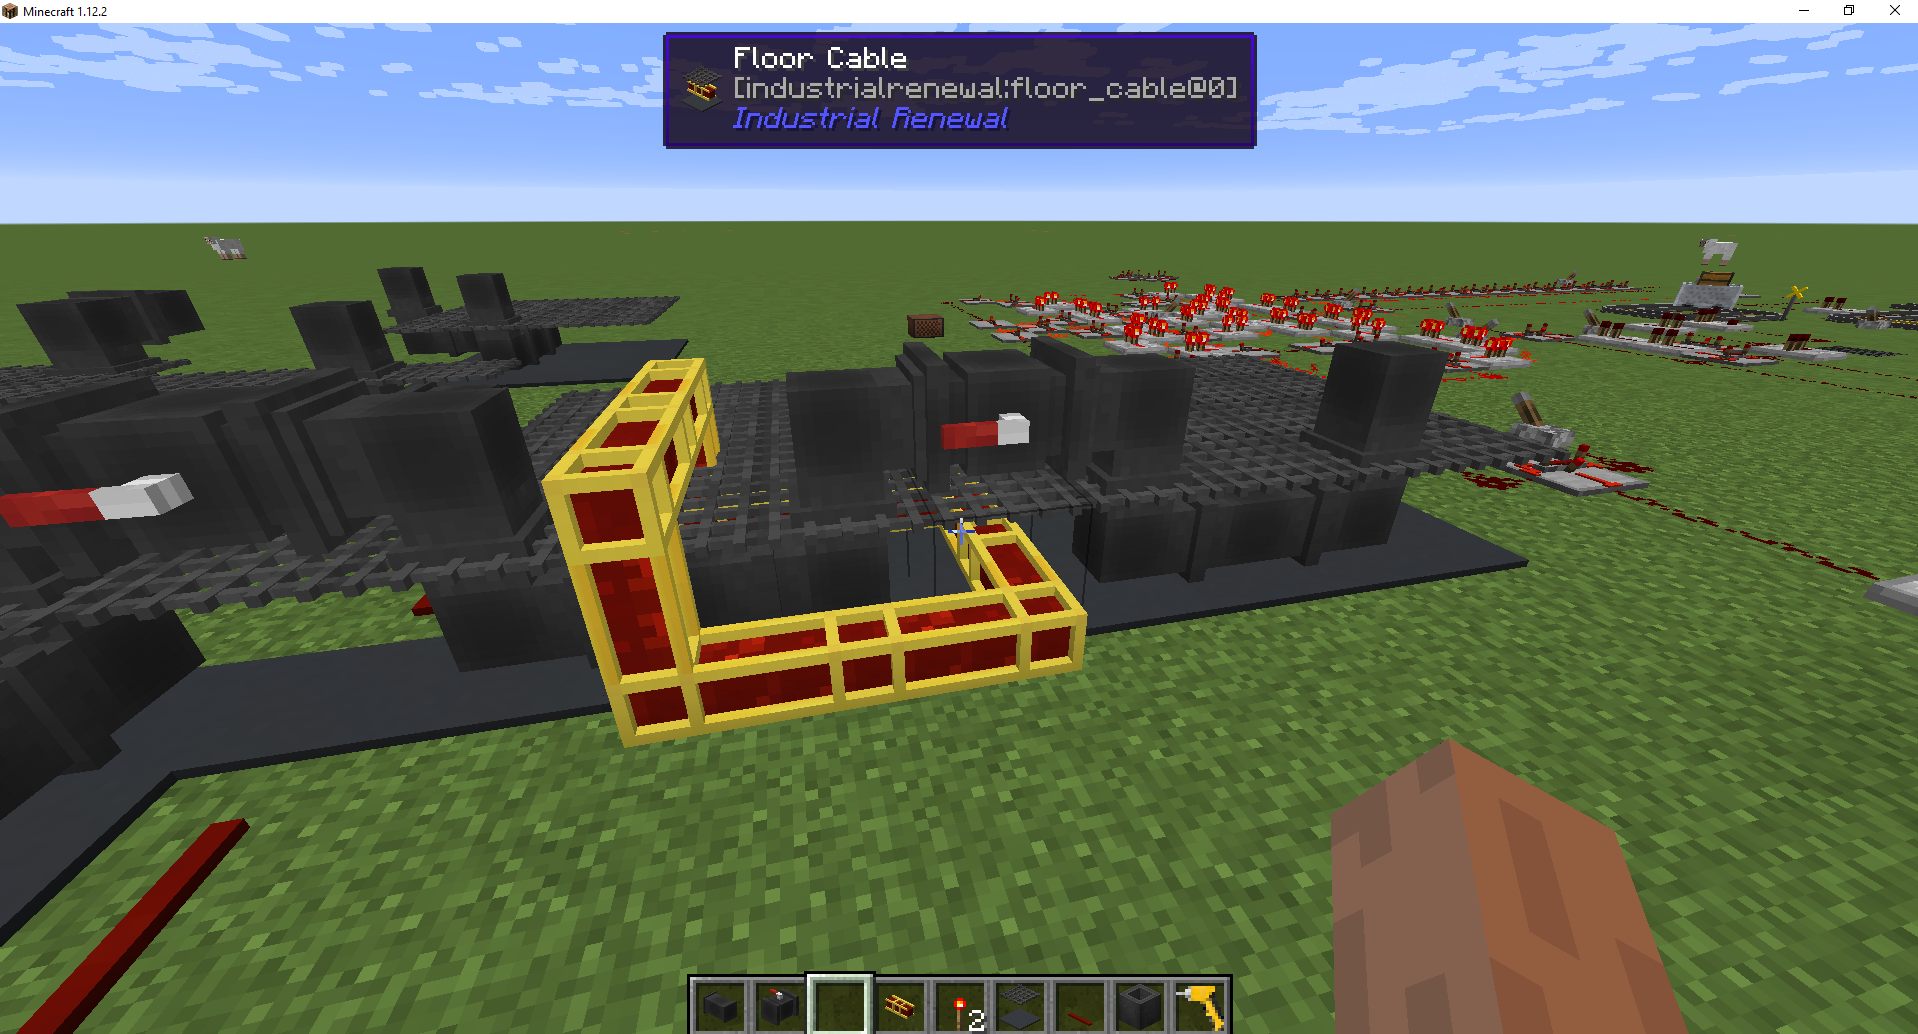 Minecraft 1.12.2
Floor Cable
[industrialrenewal:floor_cable@0]
Industrial Renewal
2